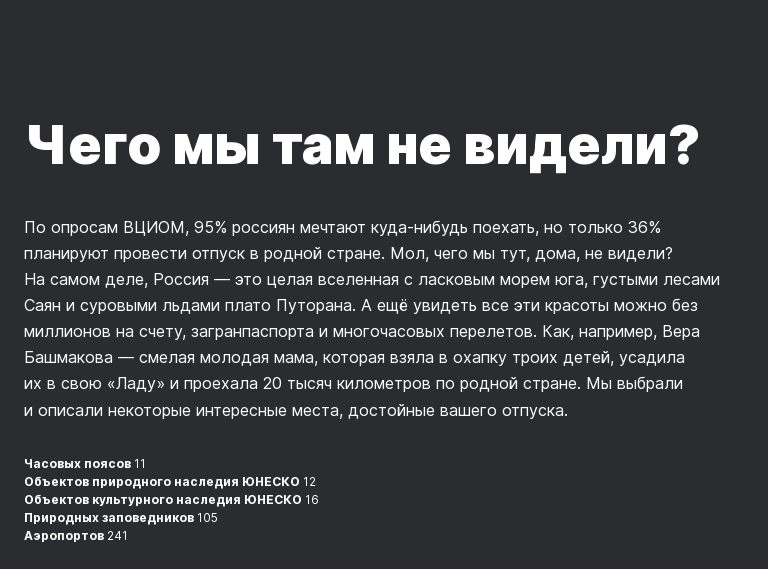 Чего мы там не видели?
По опросам ВЦИОМ, 95% россиян мечтают куда-нибудь поехать, но только 36%
планируют провести отпуск в родной стране. Мол, чего мы тут, дома, не видели?
На самом деле, Россия — это целая вселенная с ласковым морем юга, густыми лесами
Саян и суровыми льдами плато Путорана. А ещё увидеть все эти красоты можно без
миллионов на счету, загранпаспорта и многочасовых перелетов. Как, например, Вера
Башмакова — смелая молодая мама, которая взяла в охапку троих детей, усадила
их в свою «Ладу» и проехала 20 тысяч километров по родной стране. Мы выбрали
и описали некоторые интересные места, достойные вашего отпуска.
Часовых поясов 11
Объектов природного наследия ЮНЕСКО 12
Объектов культурного наследия ЮНЕСКО 16
Природных заповедников 105
Аэропортов 241